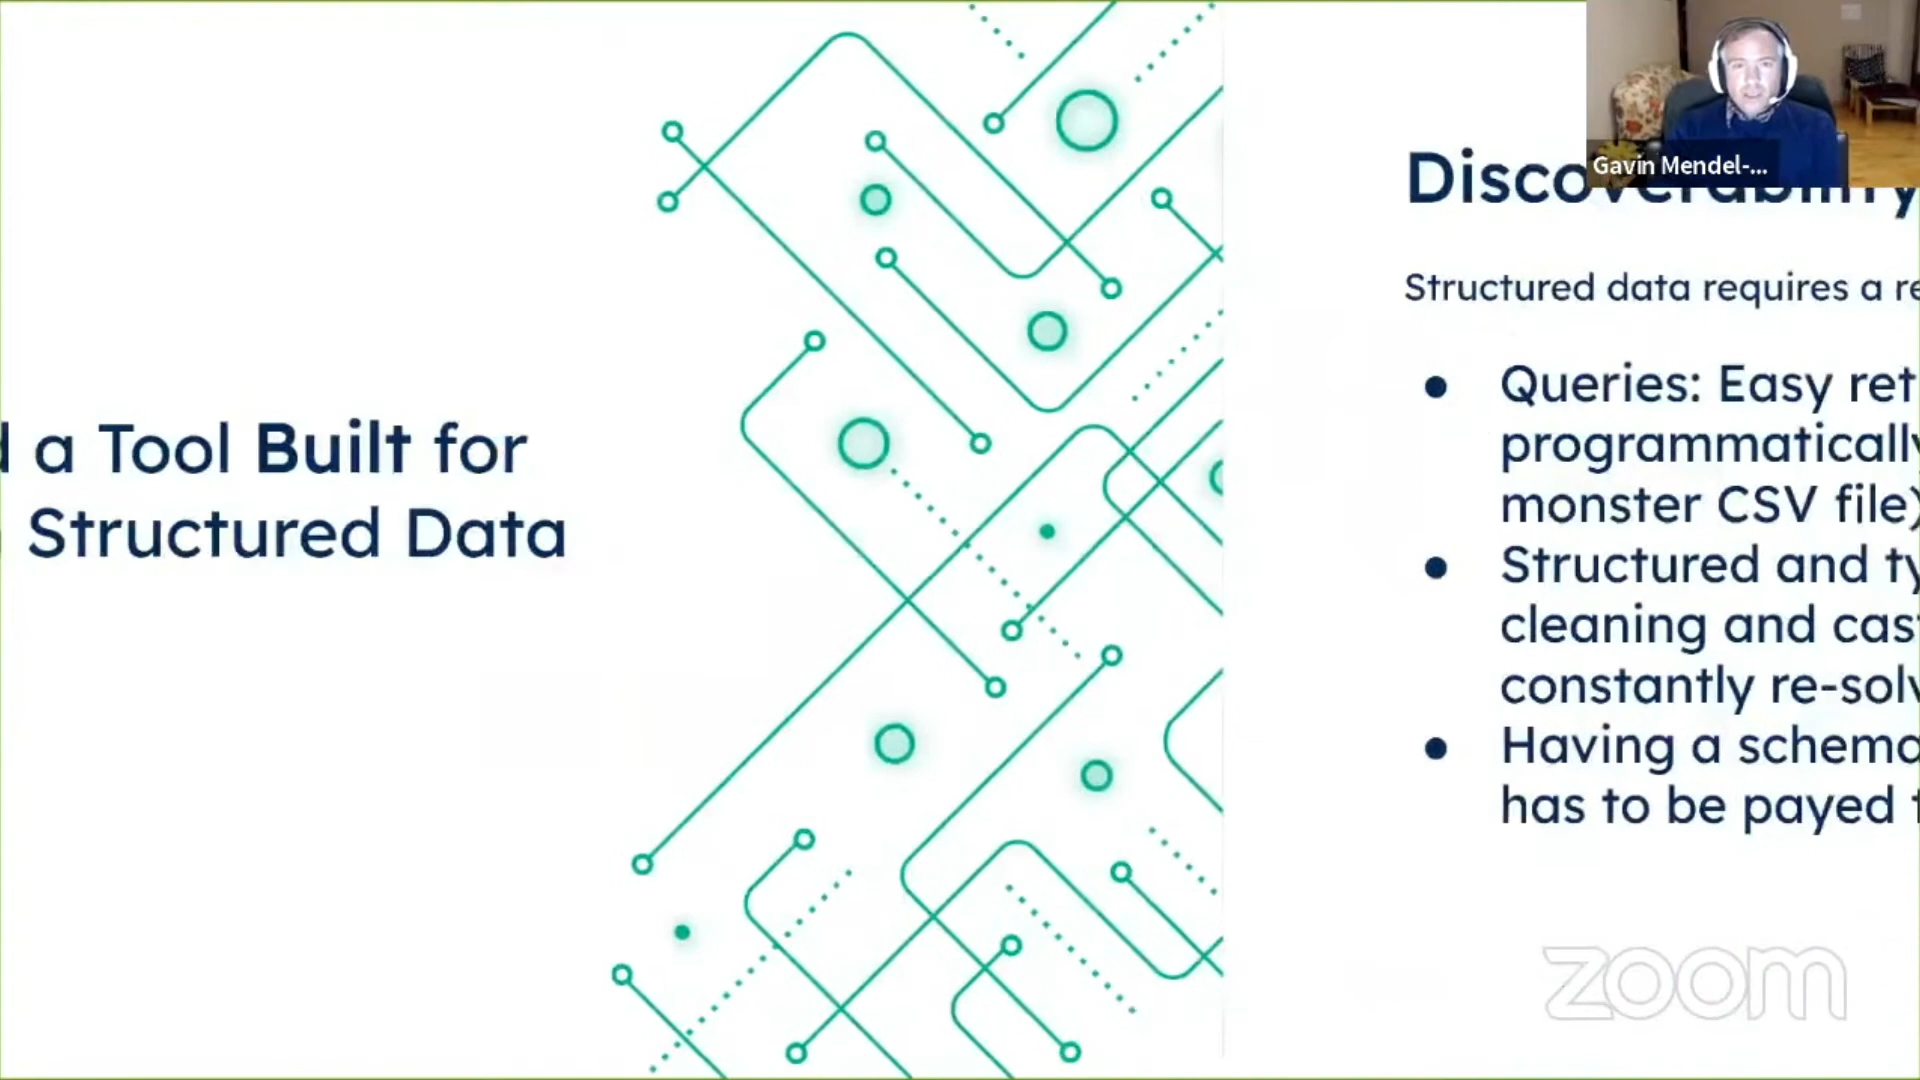 a Tool Built for
Structured Data
Gavin Mendel-...
Discoverability
Structured data requires a re
Queries: Easy ret
programmatically
monster CSV file)
Structured and ty
cleaning and cas
constantly re-solv
Having a schema
has to be payed
zoom